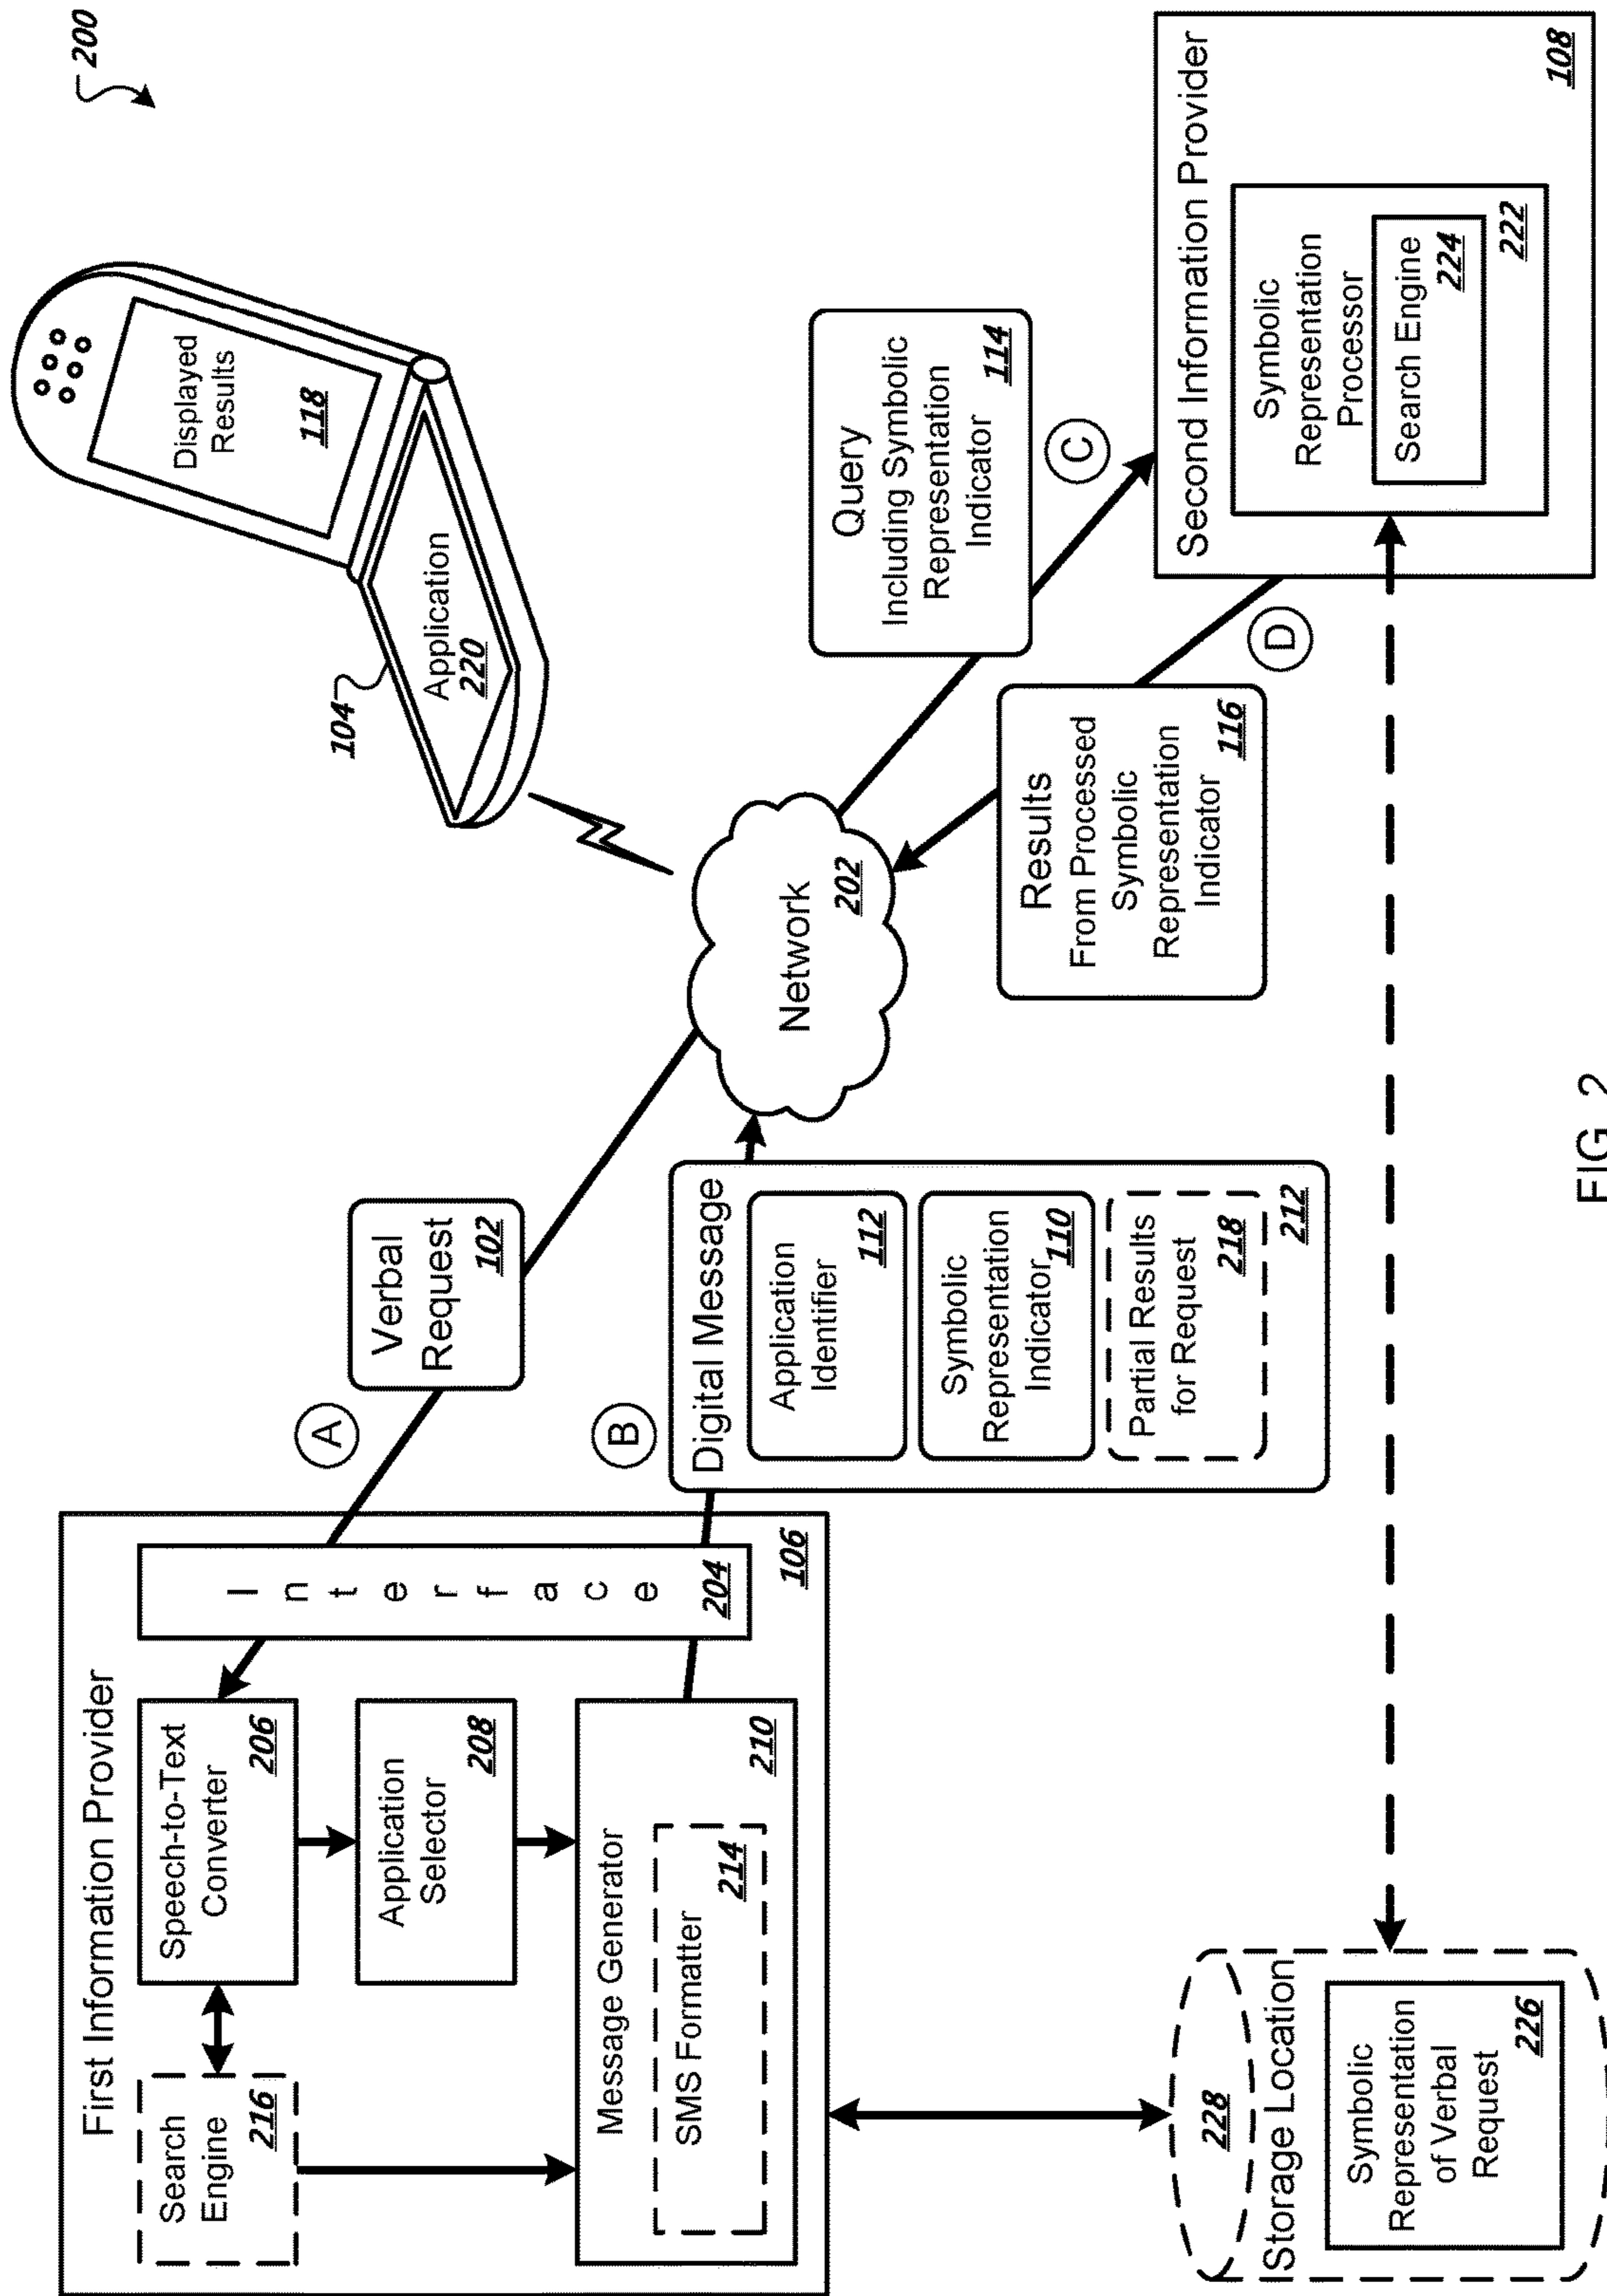 200
First Information Provider
Search
Engine
216
Speech-to-Text
Converter
206
Application
Selector
208
Message Generator
210
SMS Formatter
214
Interface
204
106
A
Verbal
Request
102
B
Digital Message
Application
Identifier
112
Symbolic
Representation
Indicator
110
Partial Results
for Request
218
212
Network
202
104
Application
220
Displayed
Results
118
Query
Including Symbolic
Representation
Indicator
114
C
Results
From Processed
Symbolic
Representation
Indicator
116
D
Second Information Provider
Symbolic
Representation
Processor
Search Engine
224
222
108
228
Storage Location
Symbolic
Representation
of Verbal
Request
226
FIG. 2